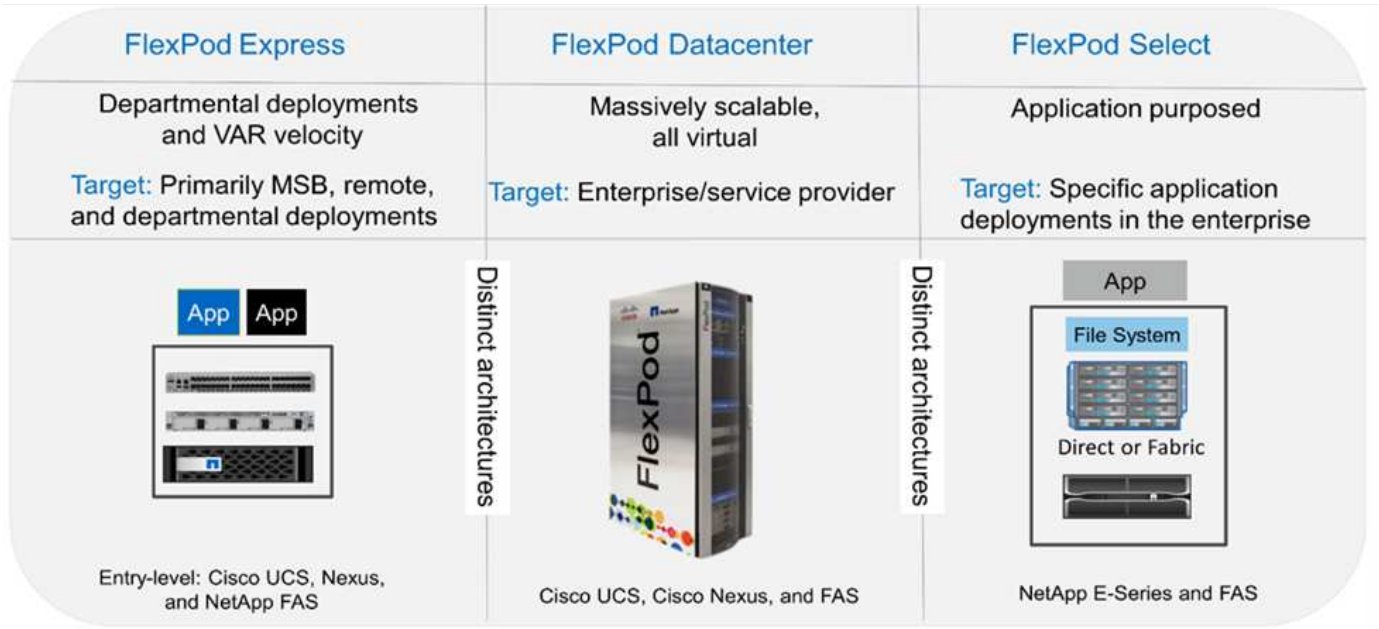 FlexPod Express
Departmental deployments
and VAR velocity
Target: Primarily MSB, remote,
and departmental deployments
App
App
Entry-level: Cisco UCS, Nexus,
and NetApp FAS
Distinct architectures
FlexPod Datacenter
Massively scalable,
all virtual
Target: Enterprise/service provider
NetApp
FlexPod
FlexPod
Cisco UCS, Cisco Nexus, and FAS
Distinct architectures
FlexPod Select
Application purposed
Target: Specific application
deployments in the enterprise
App
File System
Direct or Fabric
NetApp E-Series and FAS